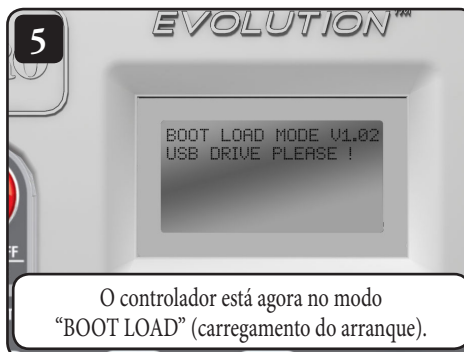 5
EVOLUTION™
BOOT LOAD MODE V1.02
USB DRIVE PLEASE !
FF
O controlador está agora no modo
“BOOT LOAD” (carregamento do arranque).